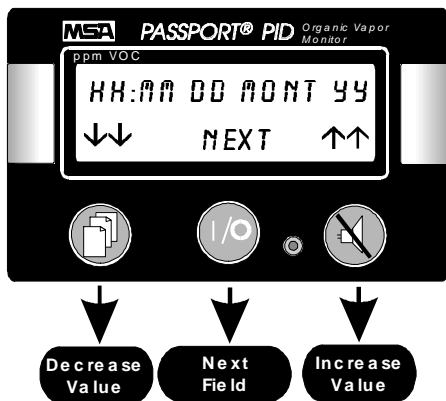 MSA PASSPORT® PID Organic Vapor Monitor
ppm VOC
HH:MM DD MONT YY
↓↓ NEXT ↑↑
I/O
Decrease Value
Next Field
Increase Value